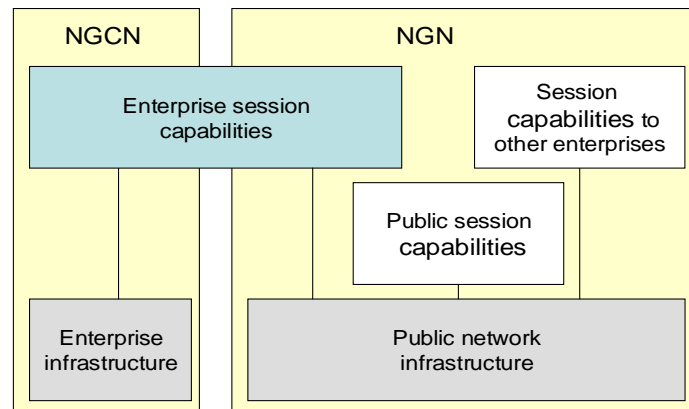 NGCN
NGN
Enterprise session
capabilities
Session
capabilities to
other enterprises
Public session
capabilities
Enterprise
infrastructure
Public network
infrastructure